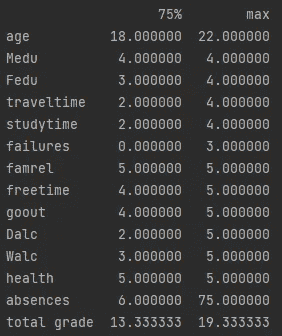 75% max
age 18.000000 22.000000
Medu 4.000000 4.000000
Fedu 3.000000 4.000000
traveltime 2.000000 4.000000
studytime 2.000000 4.000000
failures 0.000000 3.000000
famrel 5.000000 5.000000
freetime 4.000000 5.000000
goout 4.000000 5.000000
Dalc 2.000000 5.000000
Walc 3.000000 5.000000
health 5.000000 5.000000
absences 6.000000 75.000000
total grade 13.333333 19.333333